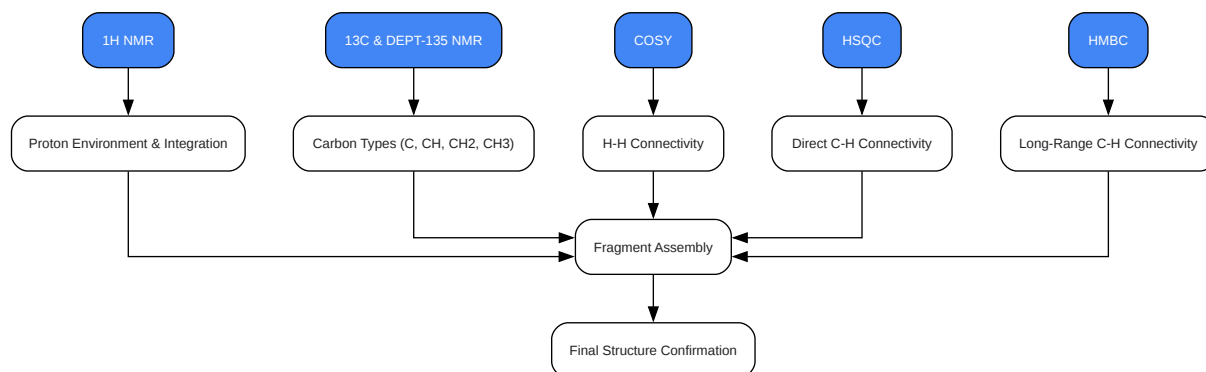 1H NMR
13C & DEPT-135 NMR
COSY
HSQC
HMBC
Proton Environment & Integration
Carbon Types (C, CH, CH2, CH3)
H-H Connectivity
Direct C-H Connectivity
Long-Range C-H Connectivity
Fragment Assembly
Final Structure Confirmation